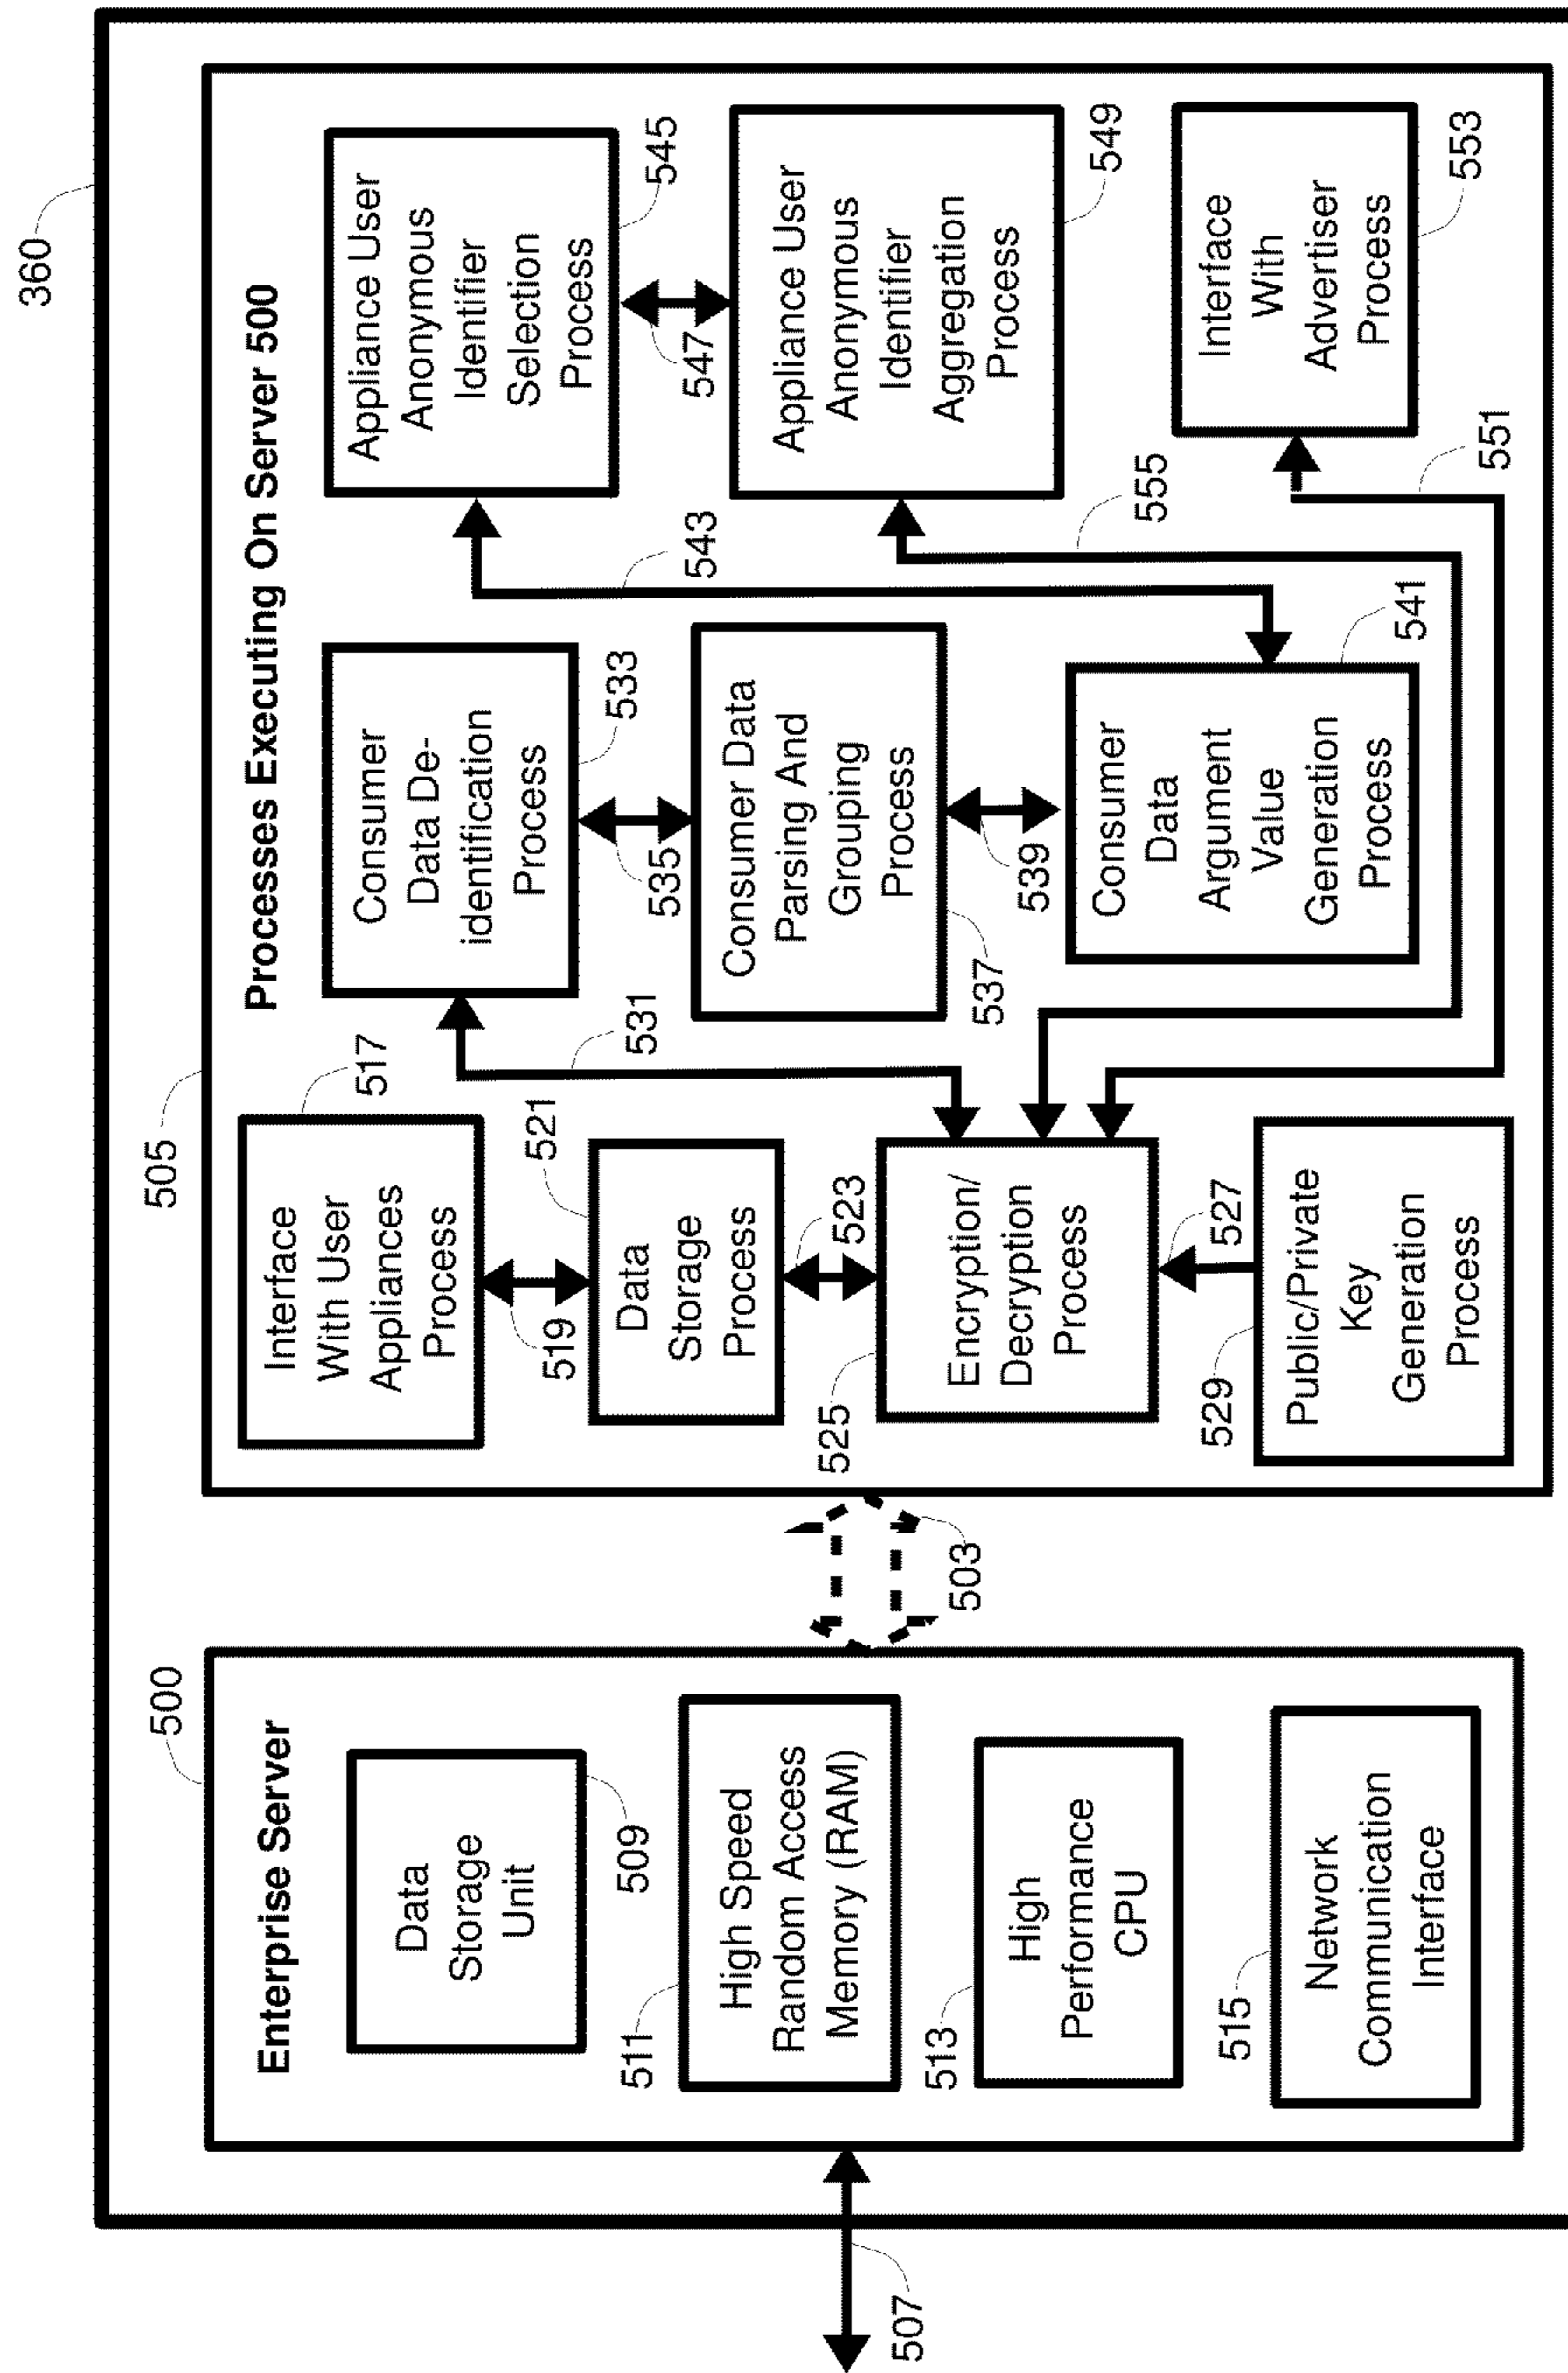 360
500
Enterprise Server
Data
Storage
Unit
509
511
High Speed
Random Access
Memory (RAM)
513
High
Performance
CPU
515
Network
Communication
Interface
507
503
505
Processes Executing On Server 500
517
Interface
With User
Appliances
Process
519
521
Data
Storage
Process
523
525
Encryption/
Decryption
Process
527
529
Public/Private
Key
Generation
Process
531
Consumer
Data De-
identification
Process
533
535
Consumer Data
Parsing And
Grouping
Process
537
539
Consumer
Data
Argument
Value
Generation
Process
541
543
Appliance User
Anonymous
Identifier
Selection
Process
545
547
Appliance User
Anonymous
Identifier
Aggregation
Process
549
555
Interface
With
Advertiser
Process
553
551